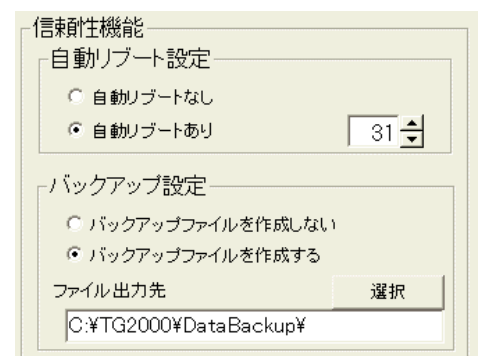 信頼性機能
自動リブート設定
自動リブートなし
自動リブートあり 31
バックアップ設定
バックアップファイルを作成しない
バックアップファイルを作成する
ファイル出力先 選択
C:¥TG2000¥DataBackup¥